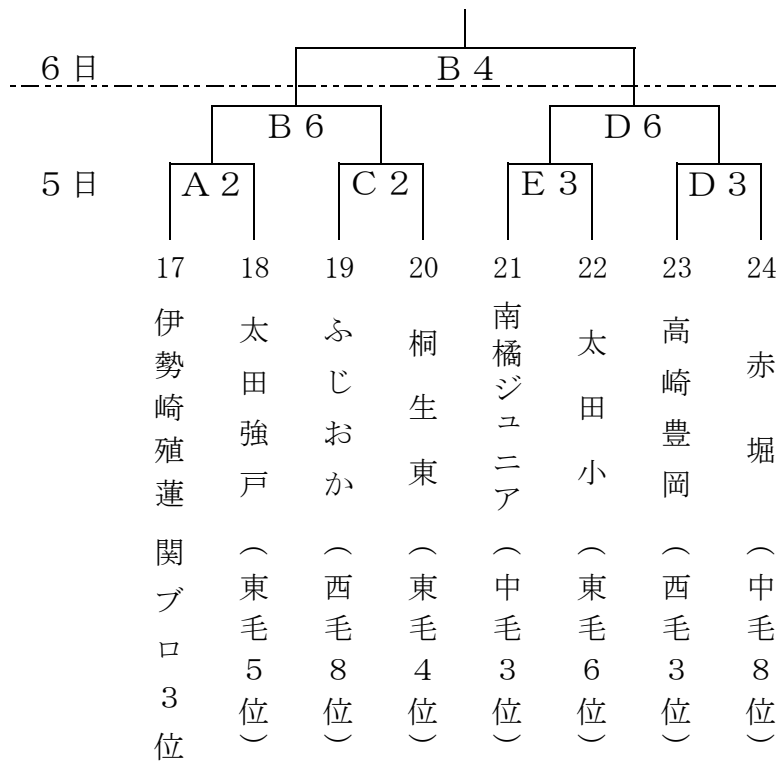 6日 B4
B6 D6
5日 A2 C2 E3 D3
17 18 19 20 21 22 23 24
伊勢崎殖蓮 関ブロ3位
太田強戸 (東毛5位)
ふじおか (西毛8位)
桐生東 (東毛4位)
南橘ジュニア (中毛3位)
太田小 (東毛6位)
高崎豊岡 (西毛3位)
赤堀 (中毛8位)